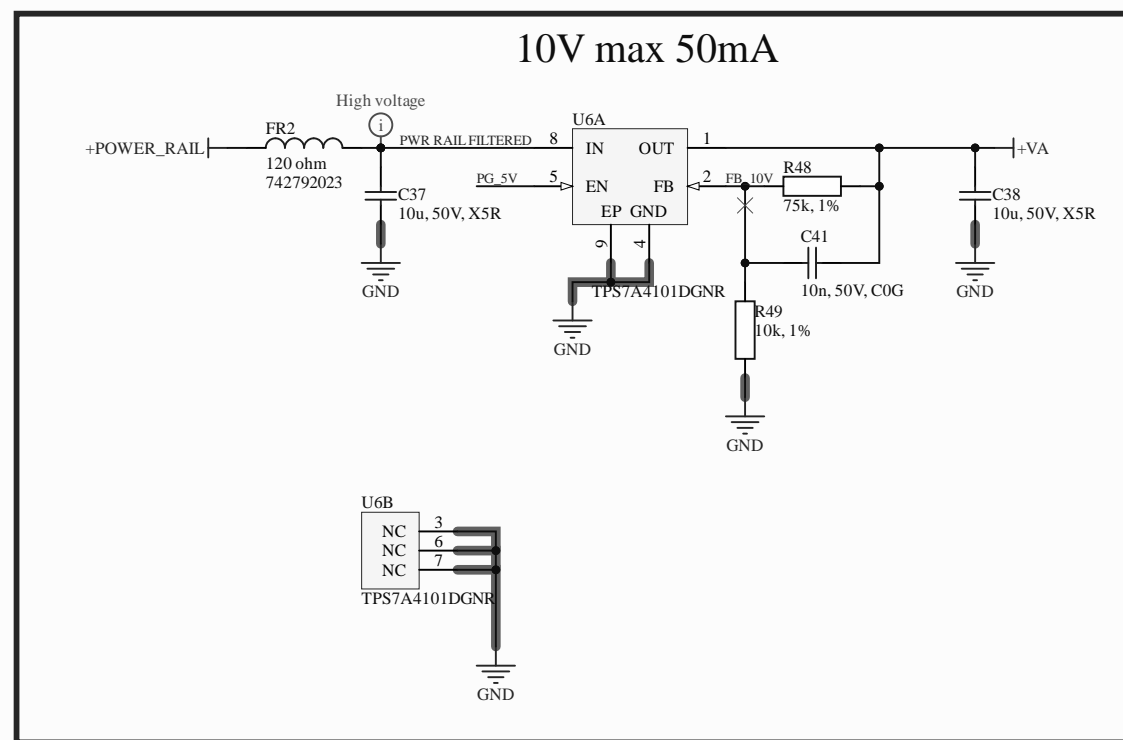 10V max 50mA
High voltage
i
+POWER_RAIL
FR2
120 ohm
742792023
PWR RAIL FILTERED
C37
10u, 50V, X5R
GND
PG_5V
U6A
8
IN
OUT
1
5
EN
FB
2
EP
GND
9
4
TPS7A4101DGNR
GND
FB_10V
R48
75k, 1%
C41
10n, 50V, C0G
R49
10k, 1%
GND
+VA
C38
10u, 50V, X5R
GND
U6B
NC
3
NC
6
NC
7
TPS7A4101DGNR
GND